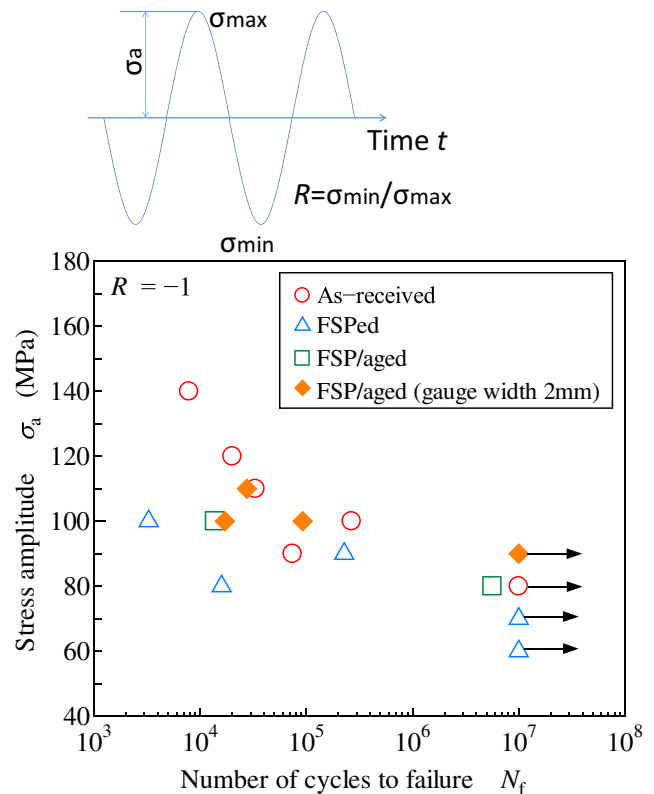 σmax
σa
Time t
R=σmin/σmax
σmin
180
160
140
120
100
80
60
40
Stress amplitude σa (MPa)
R = −1
As−received
FSPed
FSP/aged
FSP/aged (gauge width 2mm)
10³ 10⁴ 10⁵ 10⁶ 10⁷ 10⁸
Number of cycles to failure Nf